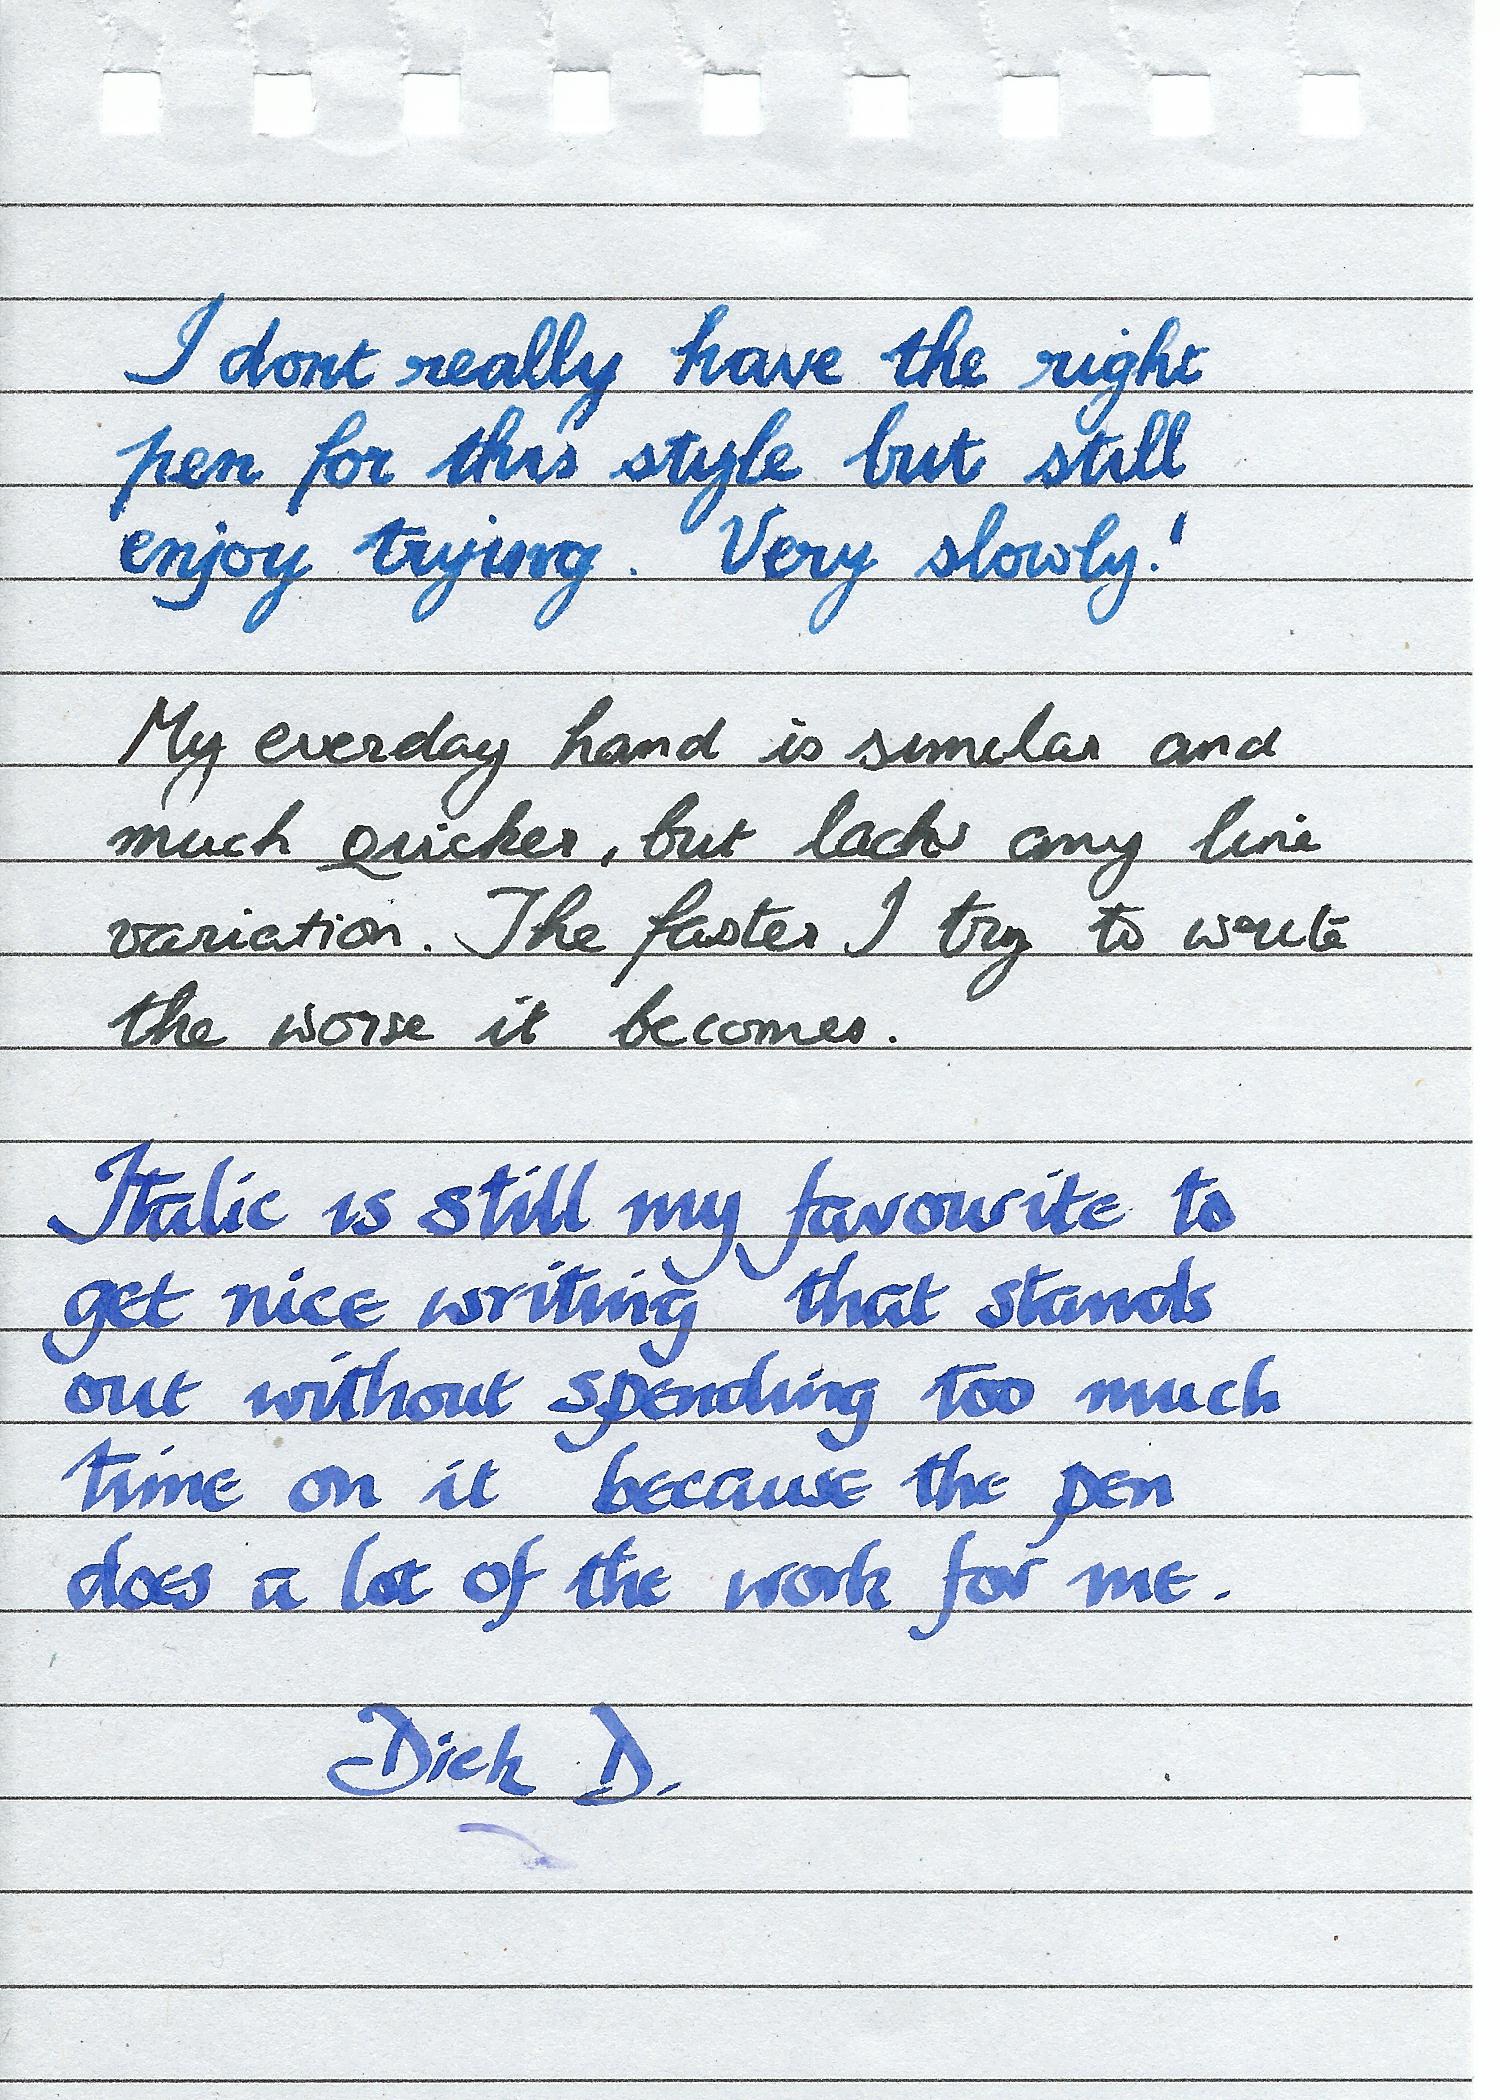 I dont really have the right
pen for this style but still
enjoy trying. Very slowly!
My everday hand is similar and
much Quicker, but lacks any line
variation. The faster I try to write
the worse it becomes.
Italic is still my favourite to
get nice writing that stands
out without spending too much
time on it because the pen
does a lot of the work for me.
Dick D.